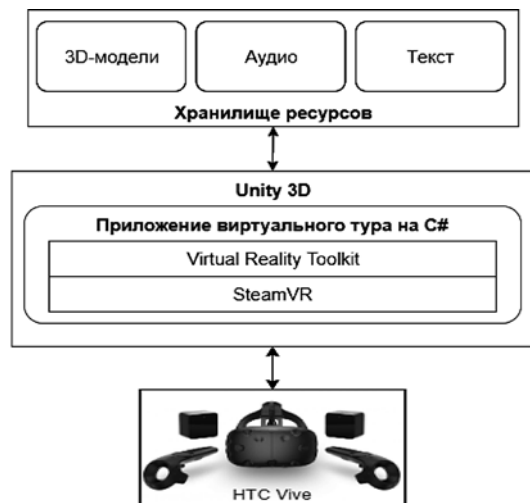 3D-модели Аудио Текст
Хранилище ресурсов
Unity 3D
Приложение виртуального тура на C#
Virtual Reality Toolkit
SteamVR
HTC Vive